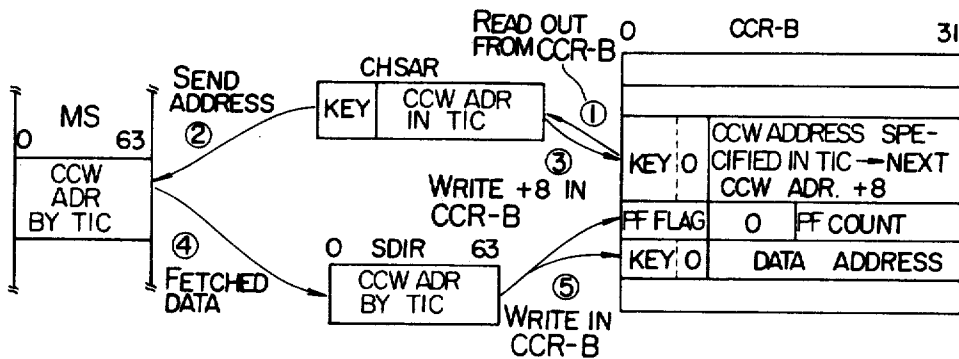 READ OUT
FROM CCR-B
0 CCR-B 31
CHSAR
SEND
ADDRESS
①
KEY
CCW ADR
IN TIC
②
MS
0 63
CCW
ADR
BY TIC
③
WRITE +8 IN
CCR-B
KEY 0
CCW ADDRESS SPE-
CIFIED IN TIC → NEXT
CCW ADR. +8
PF FLAG 0 PF COUNT
KEY 0 DATA ADDRESS
④
FETCHED
DATA
0 SDIR 63
CCW ADR
BY TIC
⑤
WRITE IN
CCR-B